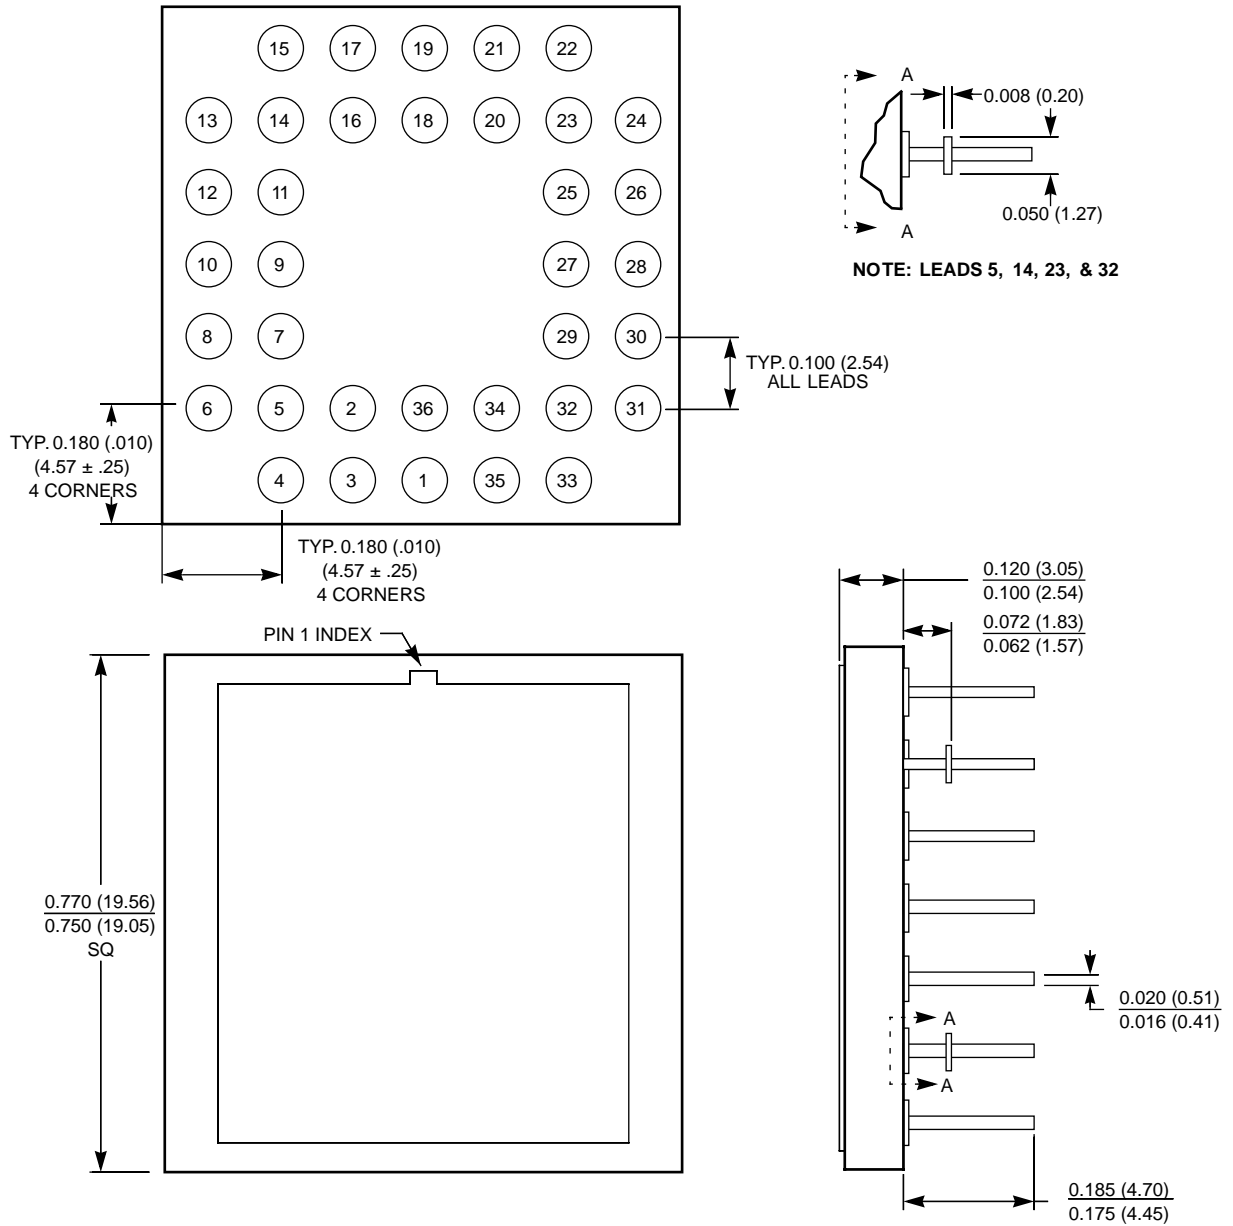 15 17 19 21 22
13 14 16 18 20 23 24
12 11 25 26
10 9 27 28
8 7 29 30
6 5 2 36 34 32 31
4 3 1 35 33
TYP. 0.100 (2.54)
ALL LEADS
TYP. 0.180 (.010)
(4.57 ± .25)
4 CORNERS
TYP. 0.180 (.010)
(4.57 ± .25)
4 CORNERS
A
0.008 (0.20)
0.050 (1.27)
A
NOTE: LEADS 5, 14, 23, & 32
PIN 1 INDEX
0.770 (19.56)
0.750 (19.05)
SQ
0.120 (3.05)
0.100 (2.54)
0.072 (1.83)
0.062 (1.57)
0.020 (0.51)
0.016 (0.41)
A
A
0.185 (4.70)
0.175 (4.45)